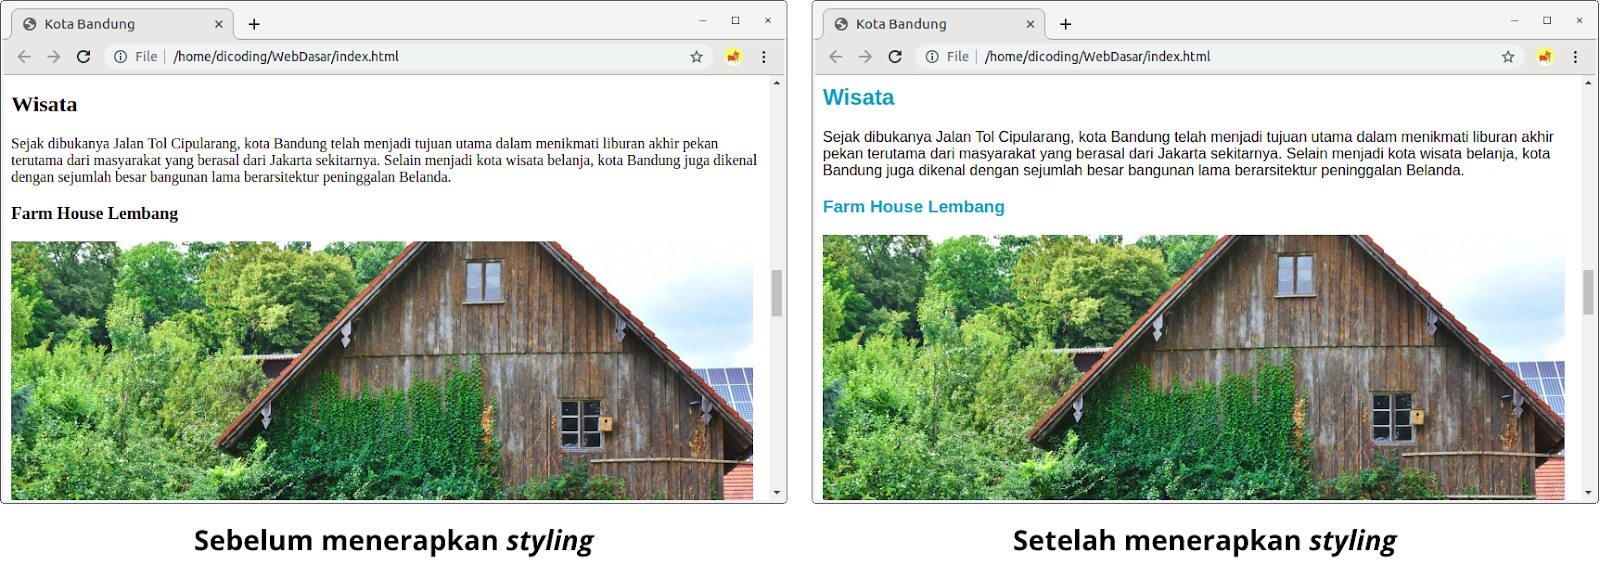 Kota Bandung
File | /home/dicoding/WebDasar/index.html
Wisata
Sejak dibukanya Jalan Tol Cipularang, kota Bandung telah menjadi tujuan utama dalam menikmati liburan akhir pekan
terutama dari masyarakat yang berasal dari Jakarta sekitarnya. Selain menjadi kota wisata belanja, kota Bandung juga dikenal
dengan sejumlah besar bangunan lama berarsitektur peninggalan Belanda.
Farm House Lembang
Sebelum menerapkan styling
Kota Bandung
File | /home/dicoding/WebDasar/index.html
Wisata
Sejak dibukanya Jalan Tol Cipularang, kota Bandung telah menjadi tujuan utama dalam menikmati liburan akhir
pekan terutama dari masyarakat yang berasal dari Jakarta sekitarnya. Selain menjadi kota wisata belanja, kota
Bandung juga dikenal dengan sejumlah besar bangunan lama berarsitektur peninggalan Belanda.
Farm House Lembang
Setelah menerapkan styling